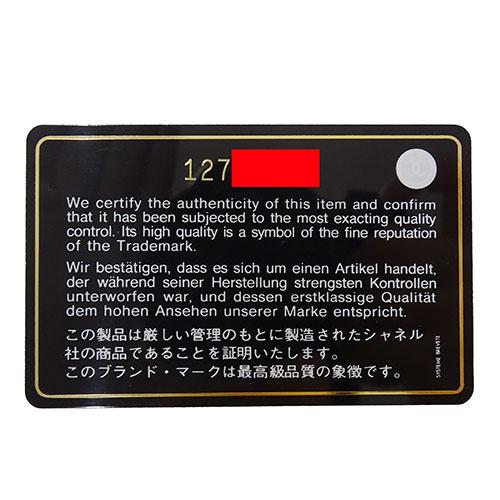 127
We certify the authenticity of this item and confirm
that it has been subjected to the most exacting quality
control. Its high quality is a symbol of the fine reputation
of the Trademark.
Wir bestätigen, dass es sich um einen Artikel handelt,
der während seiner Herstellung strengsten Kontrollen
unterworfen war, und dessen erstklassige Qualität
dem hohen Ansehen unserer Marke entspricht.
この製品は厳しい管理のもとに製造されたシャネル
社の商品であることを証明いたします。
このブランド・マークは最高級品質の象徴です。
SYSTEME BREVETE